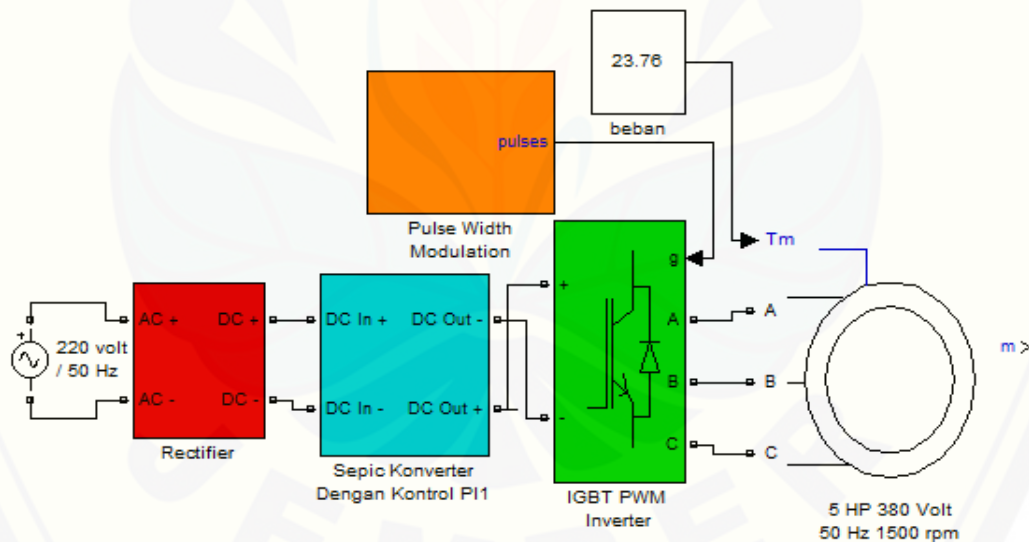 23.76
beban
pulses
Pulse Width
Modulation
Tm
g
+
A
A
+
220 volt
/ 50 Hz
AC +
DC +
DC In +
DC Out -
m
B
B
AC -
DC -
DC In -
DC Out +
-
C
C
Rectifier
Sepic Konverter
Dengan Kontrol PI1
IGBT PWM
Inverter
5 HP 380 Volt
50 Hz 1500 rpm